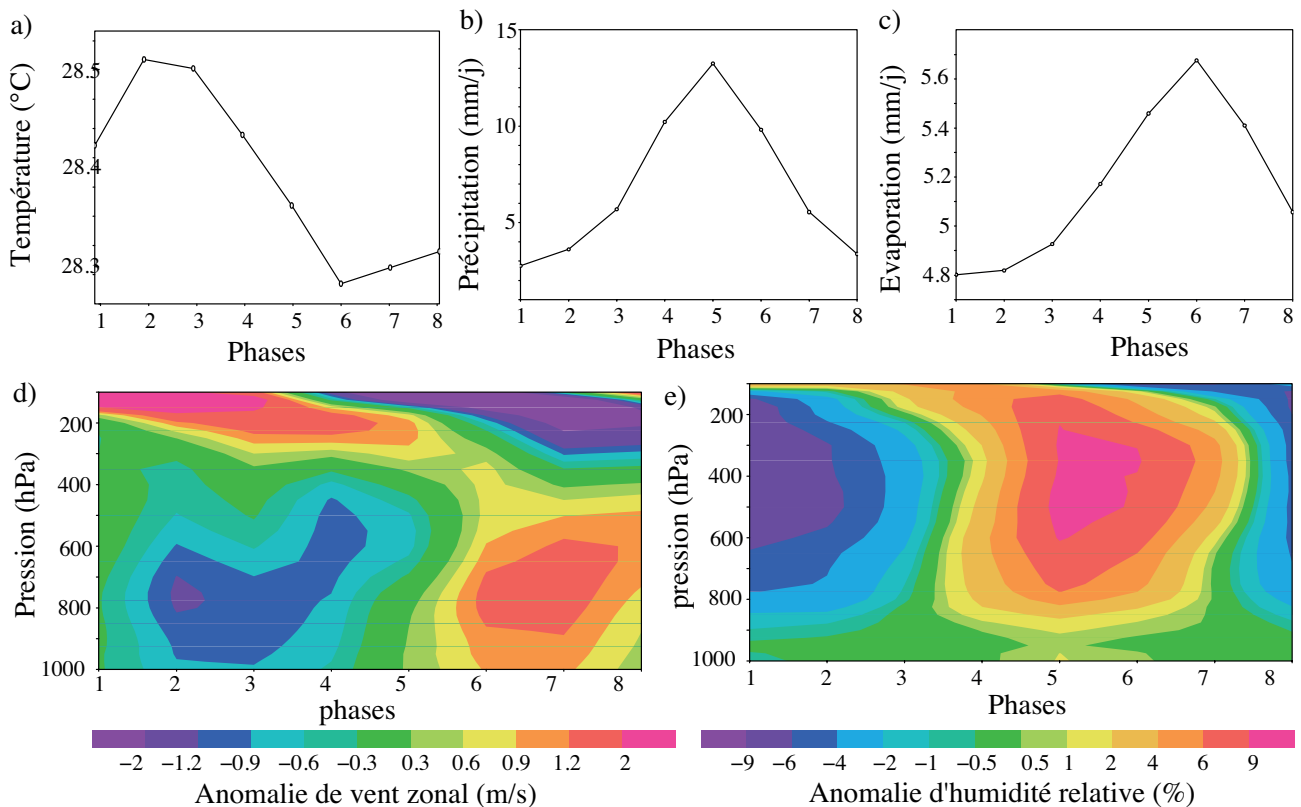 a)
Température (°C)
28.5
28.4
28.3
1 2 3 4 5 6 7 8
Phases
b)
Précipitation (mm/j)
15
10
5
1 2 3 4 5 6 7 8
Phases
c)
Evaporation (mm/j)
5.6
5.4
5.2
5
4.8
1 2 3 4 5 6 7 8
Phases
d)
Pression (hPa)
200
400
600
800
1000
1 2 3 4 5 6 7 8
phases
−2 −1.2 −0.9 −0.6 −0.3 0.3 0.6 0.9 1.2 2
Anomalie de vent zonal (m/s)
e)
pression (hPa)
200
400
600
800
1000
1 2 3 4 5 6 7 8
Phases
−9 −6 −4 −2 −1 −0.5 0.5 1 2 4 6 9
Anomalie d'humidité relative (%)